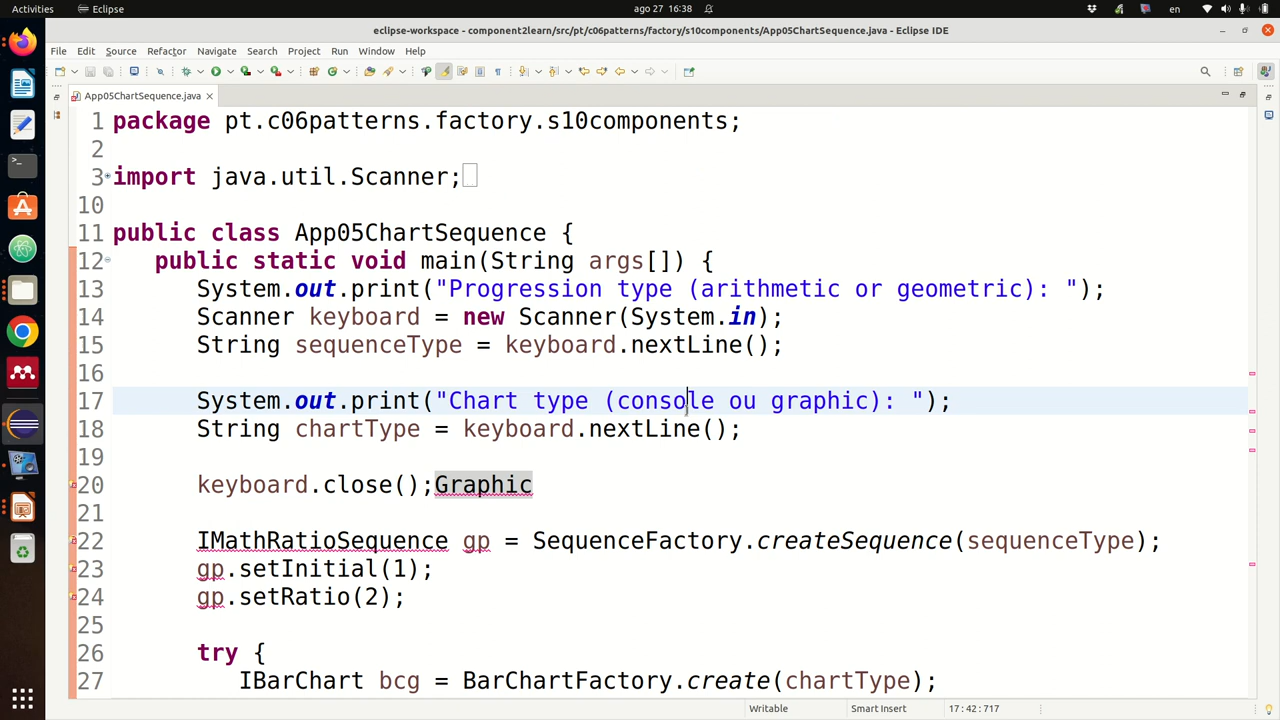 Activities
ago 27 16:38
en
eclipse-workspace - component2learn/src/pt/c06patterns/factory/s10components/App05ChartSequence.java - Eclipse IDE
File Edit Source Refactor Navigate Search Project Run Window Help
App05ChartSequence.java
1 package pt.c06patterns.factory.s10components;
2
3 import java.util.Scanner;
10
11 public class App05ChartSequence {
12 public static void main(String args[]) {
13 System.out.print("Progression type (arithmetic or geometric): ");
14 Scanner keyboard = new Scanner(System.in);
15 String sequenceType = keyboard.nextLine();
16
17 System.out.print("Chart type (console ou graphic): ");
18 String chartType = keyboard.nextLine();
19
20 keyboard.close();Graphic
21
22 IMathRatioSequence gp = SequenceFactory.createSequence(sequenceType);
23 gp.setInitial(1);
24 gp.setRatio(2);
25
26 try {
27 IBarChart bcg = BarChartFactory.create(chartType);
Writable Smart Insert 17 : 42 : 717